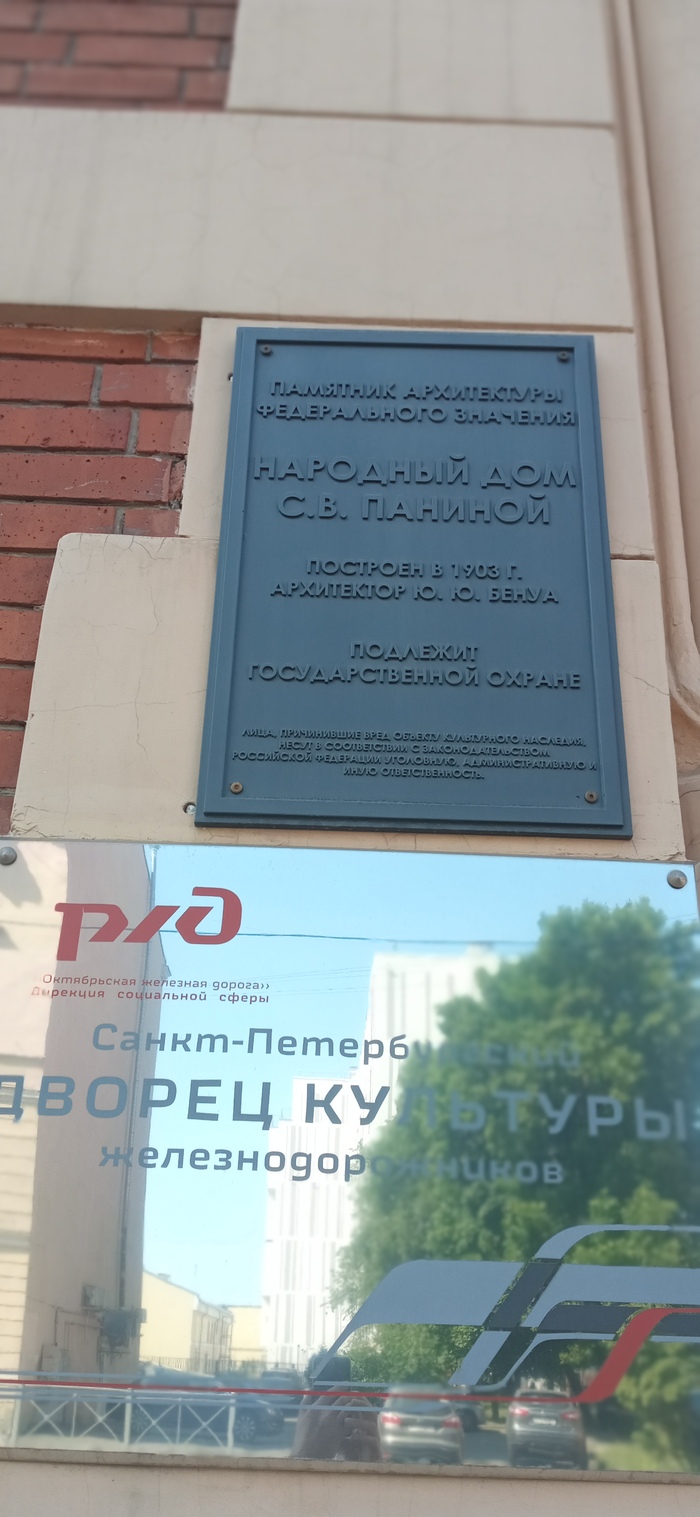 ПАМЯТНИК АРХИТЕКТУРЫ
ФЕДЕРАЛЬНОГО ЗНАЧЕНИЯ
НАРОДНЫЙ ДОМ
С.В. ПАНИНОЙ
ПОСТРОЕН В 1903 Г.
АРХИТЕКТОР Ю. Ю. БЕНУА
ПОДЛЕЖИТ
ГОСУДАРСТВЕННОЙ ОХРАНЕ
ЛИЦА, ПРИЧИНИВШИЕ ВРЕД ОБЪЕКТУ КУЛЬТУРНОГО НАСЛЕДИЯ,
НЕСУТ В СООТВЕТСТВИИ С ЗАКОНОДАТЕЛЬСТВОМ
РОССИЙСКОЙ ФЕДЕРАЦИИ УГОЛОВНУЮ, АДМИНИСТРАТИВНУЮ И
ИНУЮ ОТВЕТСТВЕННОСТЬ.
РЖД
Октябрьская железная дорога››
Дирекция социальной сферы
Санкт-Петербургский
ДВОРЕЦ КУЛЬТУРЫ
железнодорожников